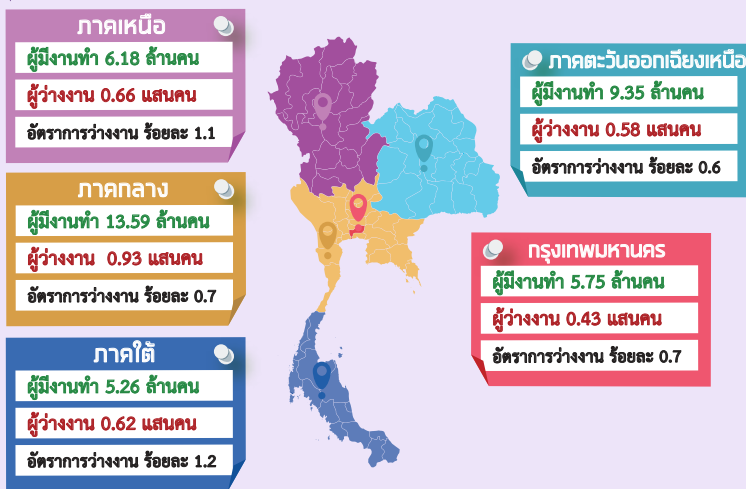 ภาคเหนือ
ผู้มีงานทำ 6.18 ล้านคน
ผู้ว่างงาน 0.66 แสนคน
อัตราการว่างงาน ร้อยละ 1.1
ภาคตะวันออกเฉียงเหนือ
ผู้มีงานทำ 9.35 ล้านคน
ผู้ว่างงาน 0.58 แสนคน
อัตราการว่างงาน ร้อยละ 0.6
ภาคกลาง
ผู้มีงานทำ 13.59 ล้านคน
ผู้ว่างงาน 0.93 แสนคน
อัตราการว่างงาน ร้อยละ 0.7
กรุงเทพมหานคร
ผู้มีงานทำ 5.75 ล้านคน
ผู้ว่างงาน 0.43 แสนคน
อัตราการว่างงาน ร้อยละ 0.7
ภาคใต้
ผู้มีงานทำ 5.26 ล้านคน
ผู้ว่างงาน 0.62 แสนคน
อัตราการว่างงาน ร้อยละ 1.2